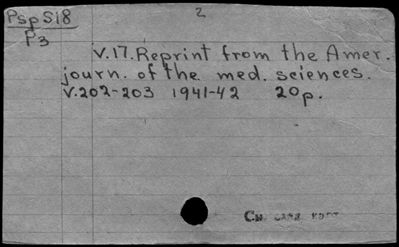 PspS18
P3
2
V.17. Reprint from the Amer.
journ. of the med. sciences.
V.202-203 1941-42 20p.